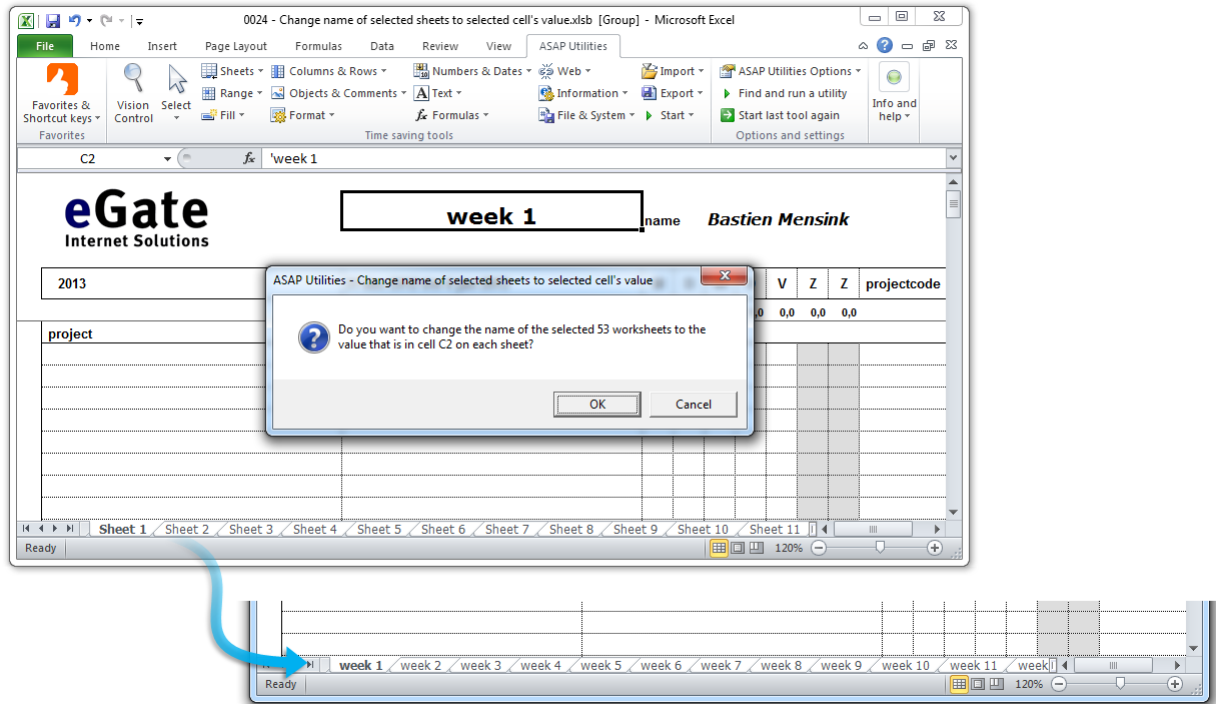 0024 - Change name of selected sheets to selected cell's value.xlsb [Group] - Microsoft Excel
File Home Insert Page Layout Formulas Data Review View ASAP Utilities
Sheets Columns & Rows Numbers & Dates Web Import ASAP Utilities Options
Range Objects & Comments Text Information Export Find and run a utility
Fill Format Formulas File & System Start Start last tool again
Favorites & Shortcut keys Vision Control Select Info and help
Favorites Time saving tools Options and settings
C2 fx 'week 1
eGate
Internet Solutions
week 1 name Bastien Mensink
2013 V Z Z projectcode
0,0 0,0 0,0
project
ASAP Utilities - Change name of selected sheets to selected cell's value
Do you want to change the name of the selected 53 worksheets to the
value that is in cell C2 on each sheet?
OK Cancel
Sheet 1 Sheet 2 Sheet 3 Sheet 4 Sheet 5 Sheet 6 Sheet 7 Sheet 8 Sheet 9 Sheet 10 Sheet 11
Ready 120%
week 1 week 2 week 3 week 4 week 5 week 6 week 7 week 8 week 9 week 10 week 11 week
Ready 120%